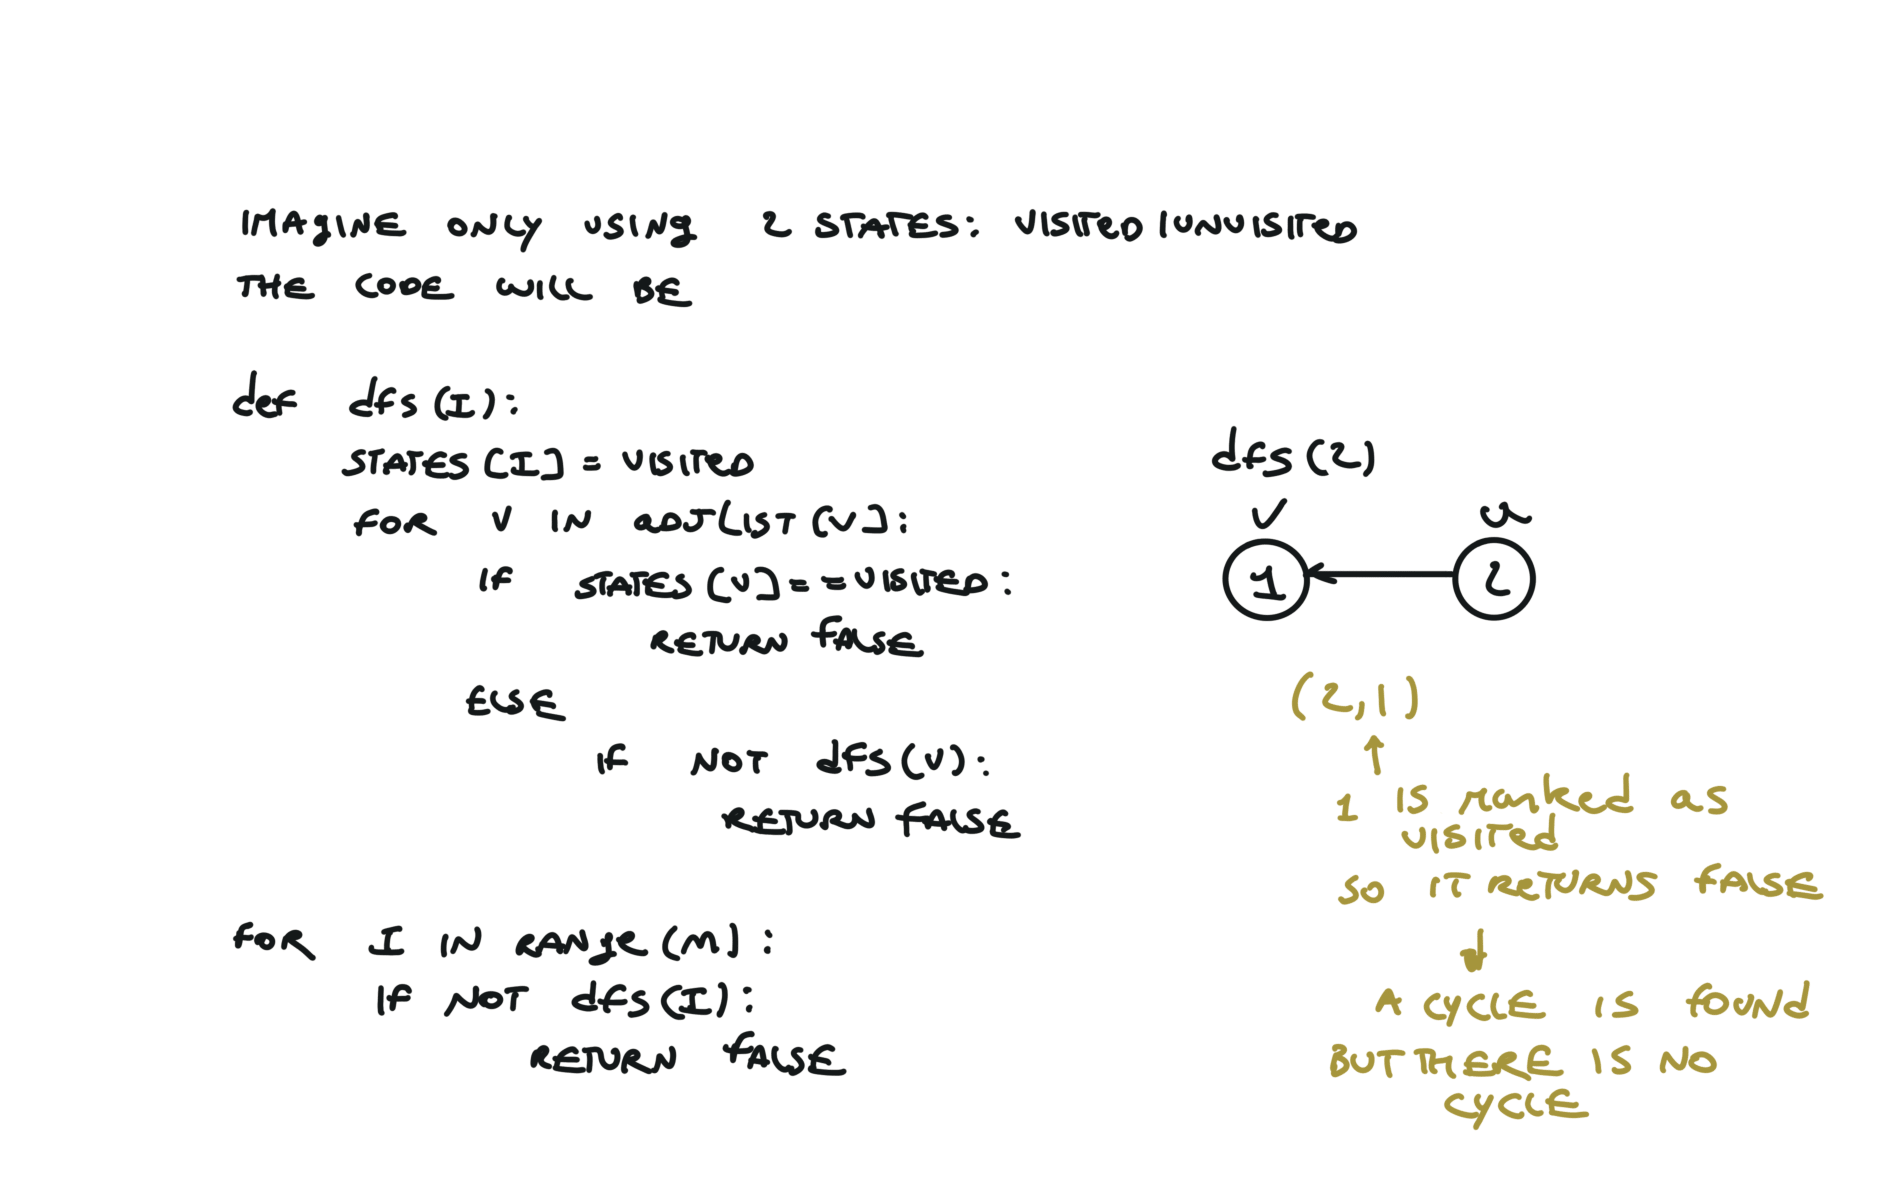 IMAGINE ONLY USING 2 STATES: VISITED / UNVISITED
THE CODE WILL BE
def dfs (I):
STATES [I] = VISITED
FOR V IN ADJLIST [V]:
IF STATES [V] = = VISITED:
RETURN FALSE
ELSE
IF NOT dfs (V):
RETURN FALSE
FOR I IN RANGE (M):
IF NOT dfs (I):
RETURN FALSE
dfs (2)
V u
1 2
(2,1)
1 IS marked as
VISITED
SO IT RETURNS FALSE
A CYCLE IS FOUND
BUT THERE IS NO
CYCLE